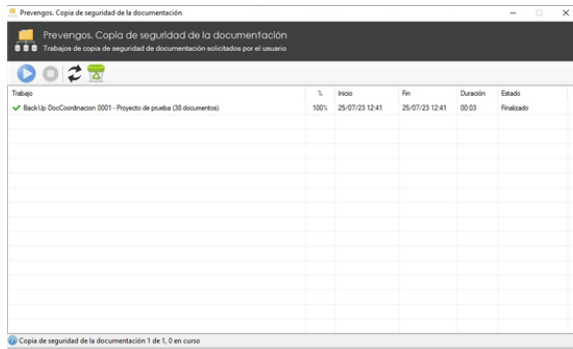 Prevengos. Copia de seguridad de la documentación
Prevengos. Copia de seguridad de la documentación
Trabajos de copia de seguridad de documentación solicitados por el usuario
Trabajo % Inicio Fin Duración Estado
Back Up DocCoordinacion 0001 - Proyecto de prueba (38 documentos) 100% 25/07/23 12:41 25/07/23 12:41 00:03 Finalizado
Copia de seguridad de la documentación 1 de 1, 0 en curso